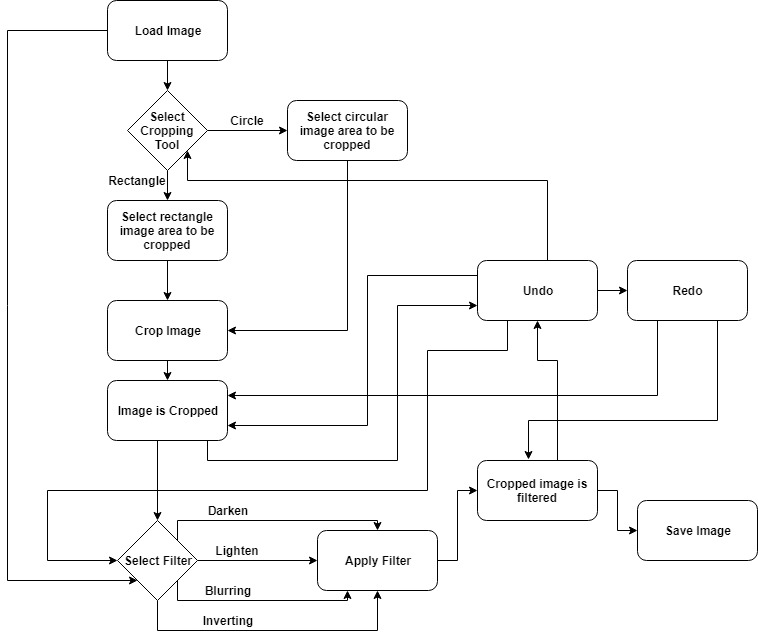 Load Image
Select
Cropping
Tool
Circle
Select circular
image area to be
cropped
Rectangle
Select rectangle
image area to be
cropped
Undo
Redo
Crop Image
Image is Cropped
Cropped image is
filtered
Darken
Save Image
Select Filter
Lighten
Apply Filter
Blurring
Inverting